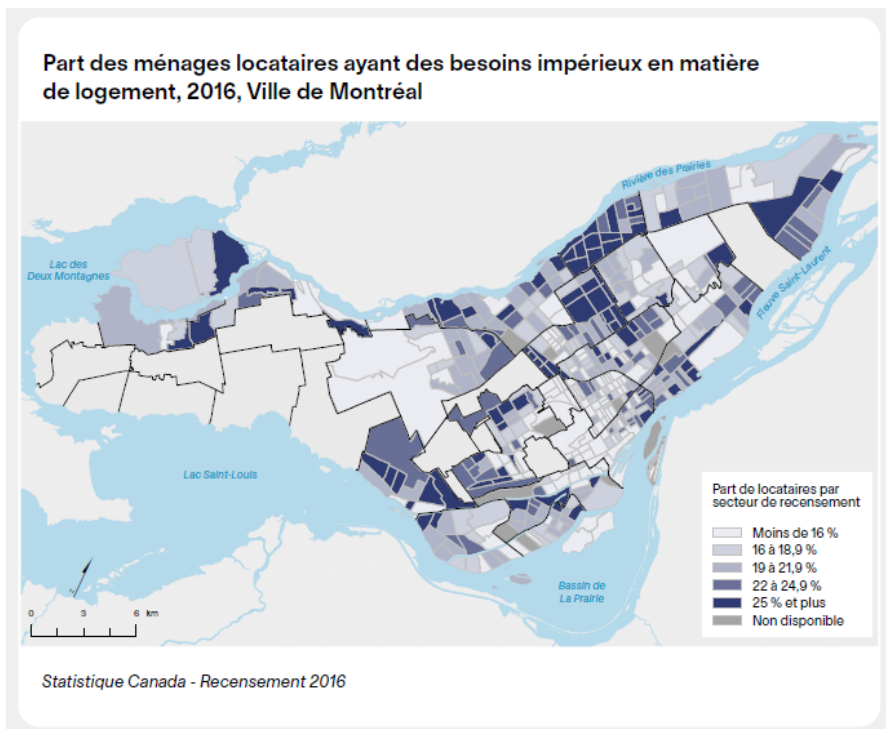 Part des ménages locataires ayant des besoins impérieux en matière
de logement, 2016, Ville de Montréal
Rivière des Prairies
Lac des
Deux Montagnes
Fleuve Saint-Laurent
Lac Saint-Louis
Part de locataires par
secteur de recensement
Moins de 16 %
16 à 18,9 %
19 à 21,9 %
22 à 24,9 %
25 % et plus
Non disponible
Bassin de
La Prairie
0 3 6 km
Statistique Canada - Recensement 2016